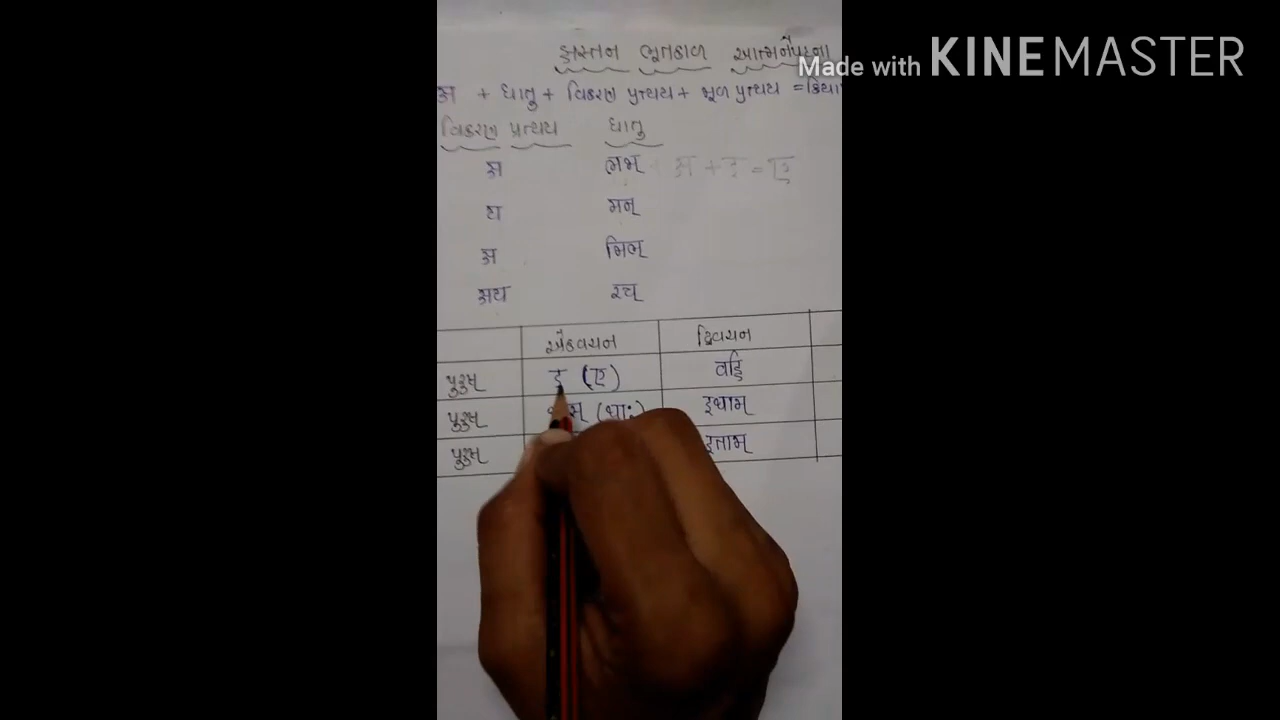 હ્યસ્તન ભૂતકાળ આત્મનેપદના
Made with KINEMASTER
अ + ધાતુ + વિકરણ પ્રત્યય + મૂળ પ્રત્યય =
વિકરણ પ્રત્યય ધાતુ
अ लभ् अ + इ = ए
य मन्
अ मिल्
अय रच्
એકવચન દ્વિવચન
પુરુષ इ (ए) वहि
પુરુષ (थाः) इथाम्
પુરુષ इताम्